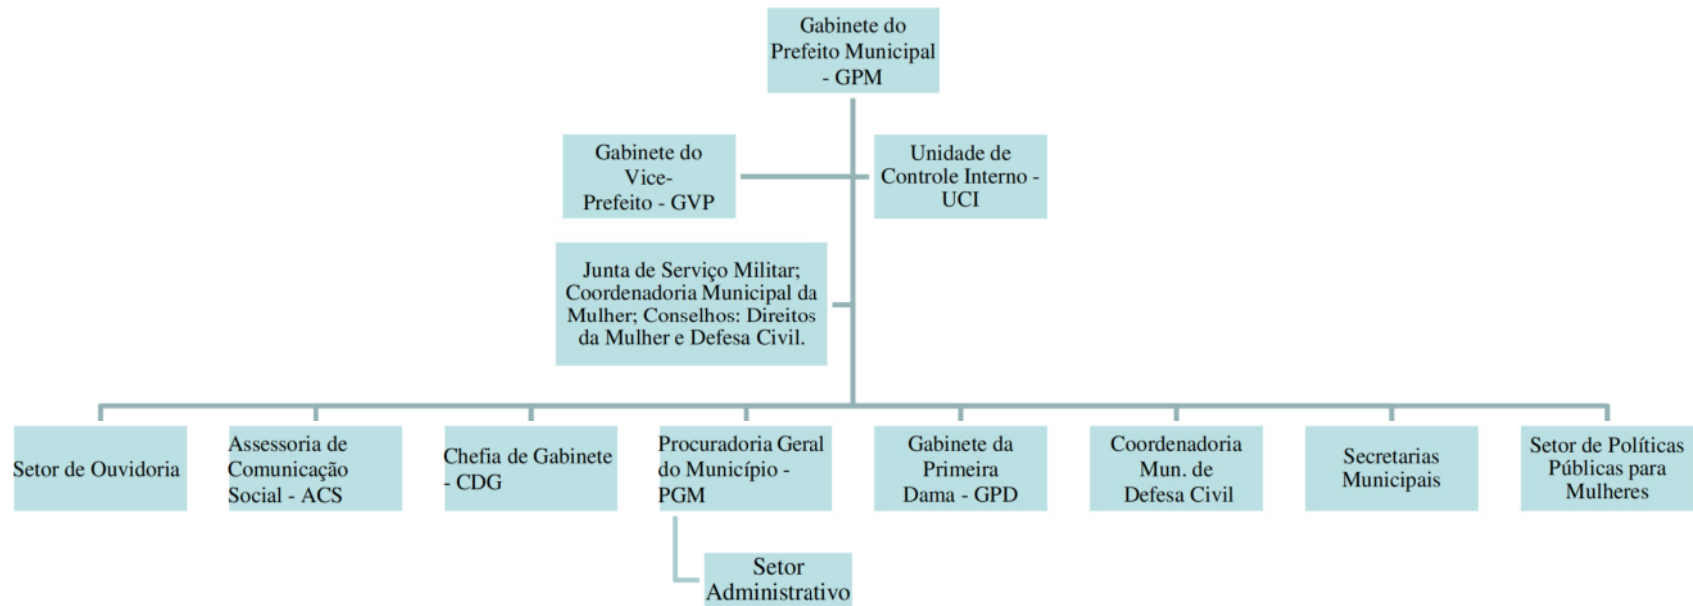 Gabinete do
Prefeito Municipal
- GPM
Gabinete do
Vice-
Prefeito - GVP
Unidade de
Controle Interno -
UCI
Junta de Serviço Militar;
Coordenadoria Municipal da
Mulher; Conselhos: Direitos
da Mulher e Defesa Civil.
Setor de Ouvidoria
Assessoria de
Comunicação
Social - ACS
Chefia de Gabinete
- CDG
Procuradoria Geral
do Município -
PGM
Gabinete da
Primeira
Dama - GPD
Coordenadoria
Mun. de
Defesa Civil
Secretarias
Municipais
Setor de Políticas
Públicas para
Mulheres
Setor
Administrativo